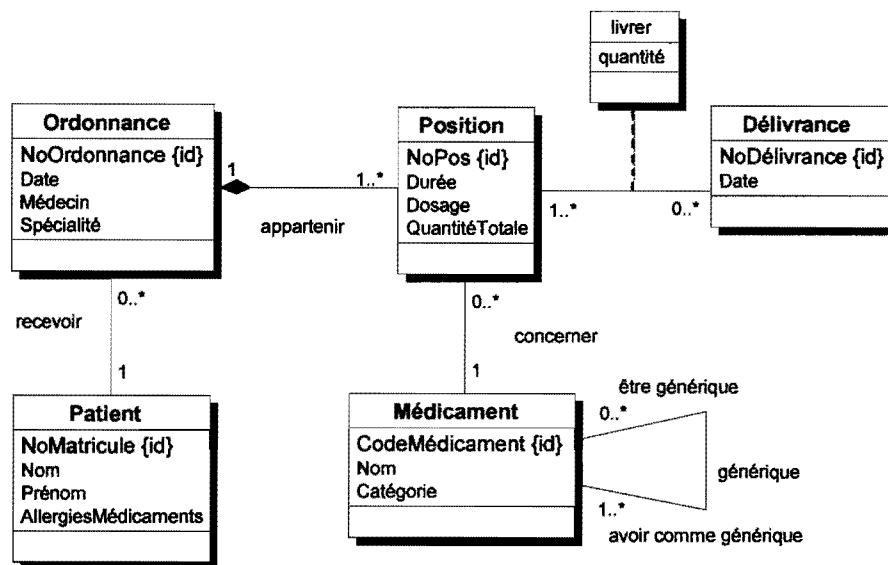 livrer
quantité
Ordonnance
NoOrdonnance {id}
Date
Médecin
Spécialité
1
appartenir
1..*
Position
NoPos {id}
Durée
Dosage
QuantitéTotale
1..*
0..*
Délivrance
NoDélivrance {id}
Date
0..*
recevoir
1
0..*
concerner
1
Patient
NoMatricule {id}
Nom
Prénom
AllergiesMédicaments
Médicament
CodeMédicament {id}
Nom
Catégorie
être générique
0..*
générique
1..*
avoir comme générique